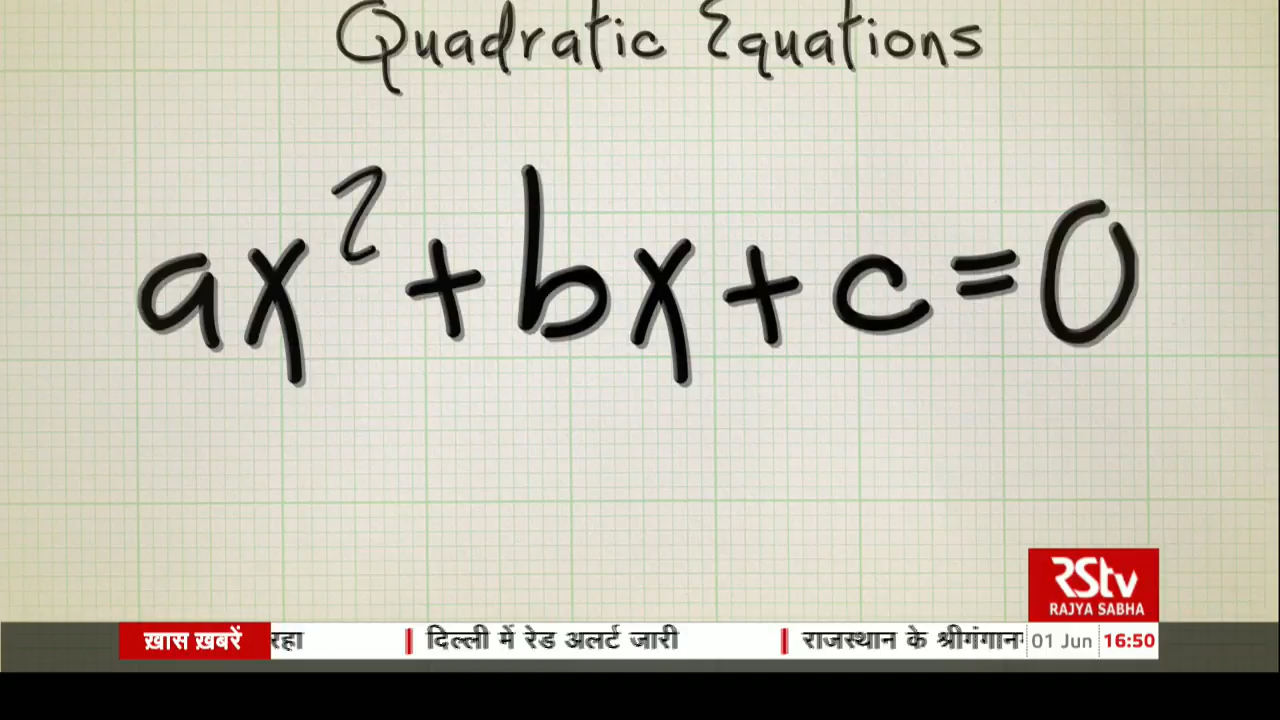 Quadratic Equations
ax²+bx+c=0
RStv
RAJYA SABHA
ख़ास ख़बरें रहा | दिल्ली में रेड अलर्ट जारी | राजस्थान के 01 Jun 16:50